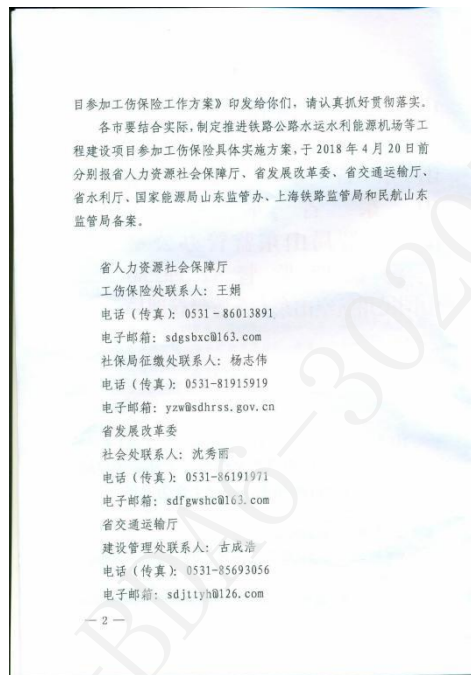 目参加工伤保险工作方案》印发给你们，请认真抓好贯彻落实。
各市要结合实际，制定推进铁路公路水运水利能源机场等工
程建设项目参加工伤保险具体实施方案，于 2018 年 4 月 20 日前
分别报省人力资源社会保障厅、省发展改革委、省交通运输厅、
省水利厅、国家能源局山东监管办、上海铁路监管局和民航山东
监管局备案。
省人力资源社会保障厅
工伤保险处联系人：王娟
电话（传真）：0531－86013891
电子邮箱：sdgsbxc@163.com
社保局征缴处联系人：杨志伟
电话（传真）：0531-81915919
电子邮箱：yzw@sdhrss.gov.cn
省发展改革委
社会处联系人：沈秀丽
电话（传真）：0531-86191971
电子邮箱：sdfgwshc@163.com
省交通运输厅
建设管理处联系人：古成浩
电话（传真）：0531-85693056
电子邮箱：sdjttyh@126.com
— 2 —